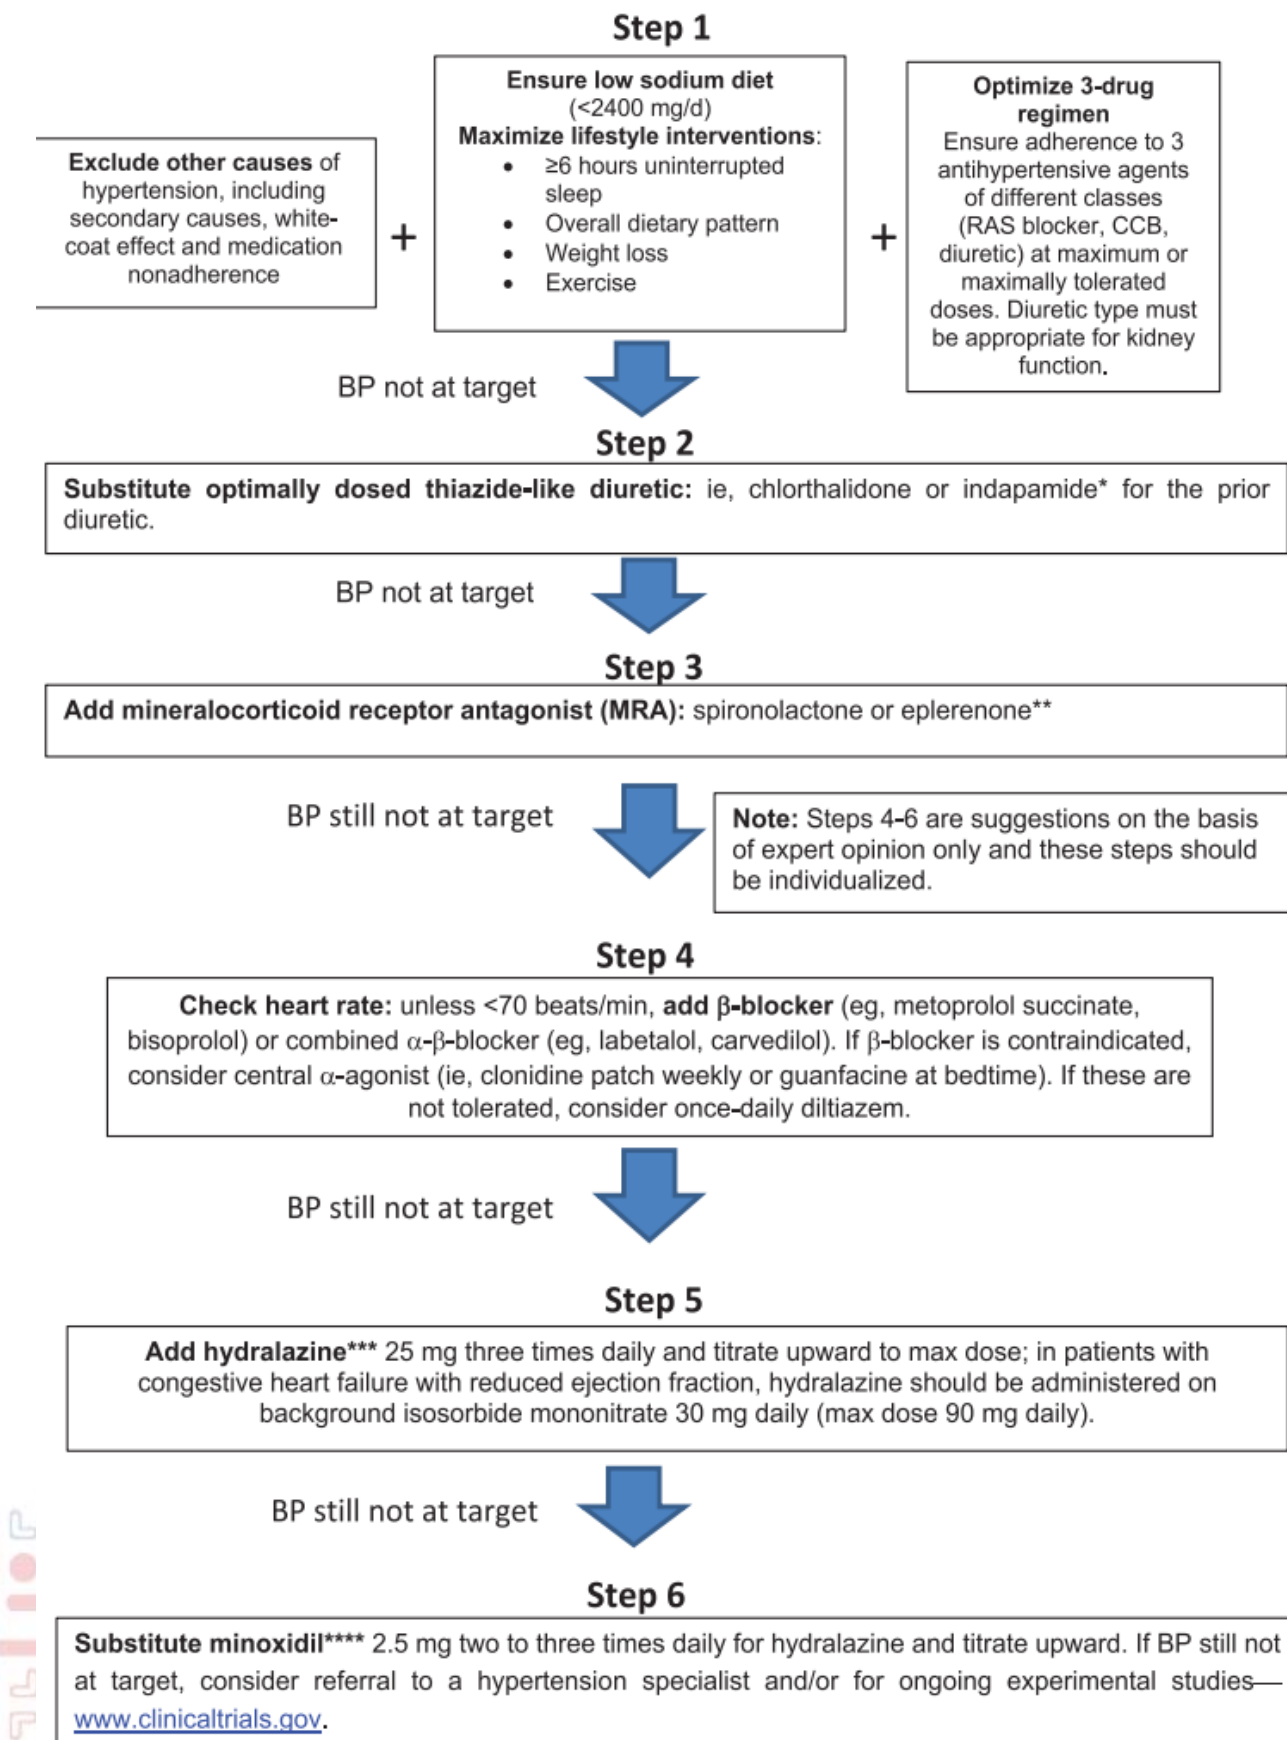 Step 1
Exclude other causes of
hypertension, including
secondary causes, white-
coat effect and medication
nonadherence
+
Ensure low sodium diet
(<2400 mg/d)
Maximize lifestyle interventions:
• ≥6 hours uninterrupted
sleep
• Overall dietary pattern
• Weight loss
• Exercise
+
Optimize 3-drug
regimen
Ensure adherence to 3
antihypertensive agents
of different classes
(RAS blocker, CCB,
diuretic) at maximum or
maximally tolerated
doses. Diuretic type must
be appropriate for kidney
function.
BP not at target
Step 2
Substitute optimally dosed thiazide-like diuretic: ie, chlorthalidone or indapamide* for the prior
diuretic.
BP not at target
Step 3
Add mineralocorticoid receptor antagonist (MRA): spironolactone or eplerenone**
BP still not at target
Note: Steps 4-6 are suggestions on the basis
of expert opinion only and these steps should
be individualized.
Step 4
Check heart rate: unless <70 beats/min, add β-blocker (eg, metoprolol succinate,
bisoprolol) or combined α-β-blocker (eg, labetalol, carvedilol). If β-blocker is contraindicated,
consider central α-agonist (ie, clonidine patch weekly or guanfacine at bedtime). If these are
not tolerated, consider once-daily diltiazem.
BP still not at target
Step 5
Add hydralazine*** 25 mg three times daily and titrate upward to max dose; in patients with
congestive heart failure with reduced ejection fraction, hydralazine should be administered on
background isosorbide mononitrate 30 mg daily (max dose 90 mg daily).
BP still not at target
Step 6
Substitute minoxidil**** 2.5 mg two to three times daily for hydralazine and titrate upward. If BP still not
at target, consider referral to a hypertension specialist and/or for ongoing experimental studies—
www.clinicaltrials.gov.